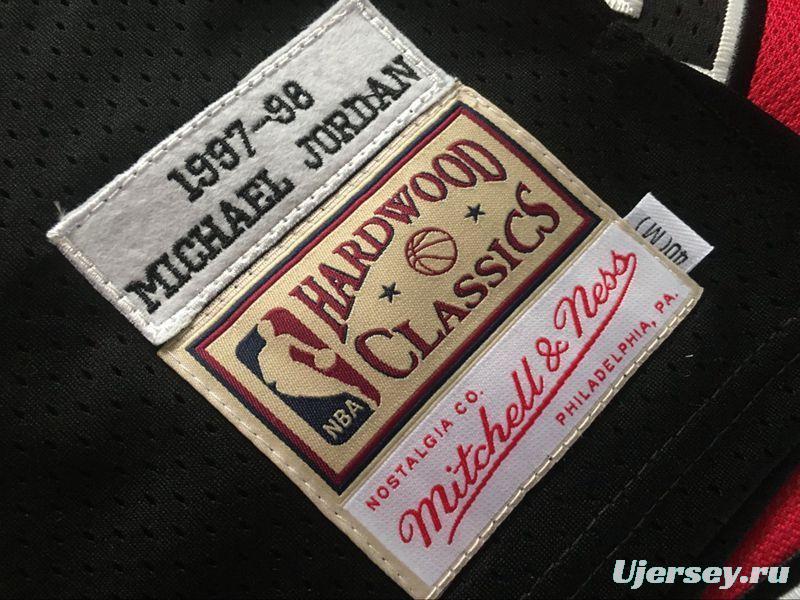 1997-98
MICHAEL JORDAN
HARDWOOD
CLASSICS
NBA
40(M)
NOSTALGIA CO.
Mitchell & Ness
PHILADELPHIA, PA.
Ujersey.ru